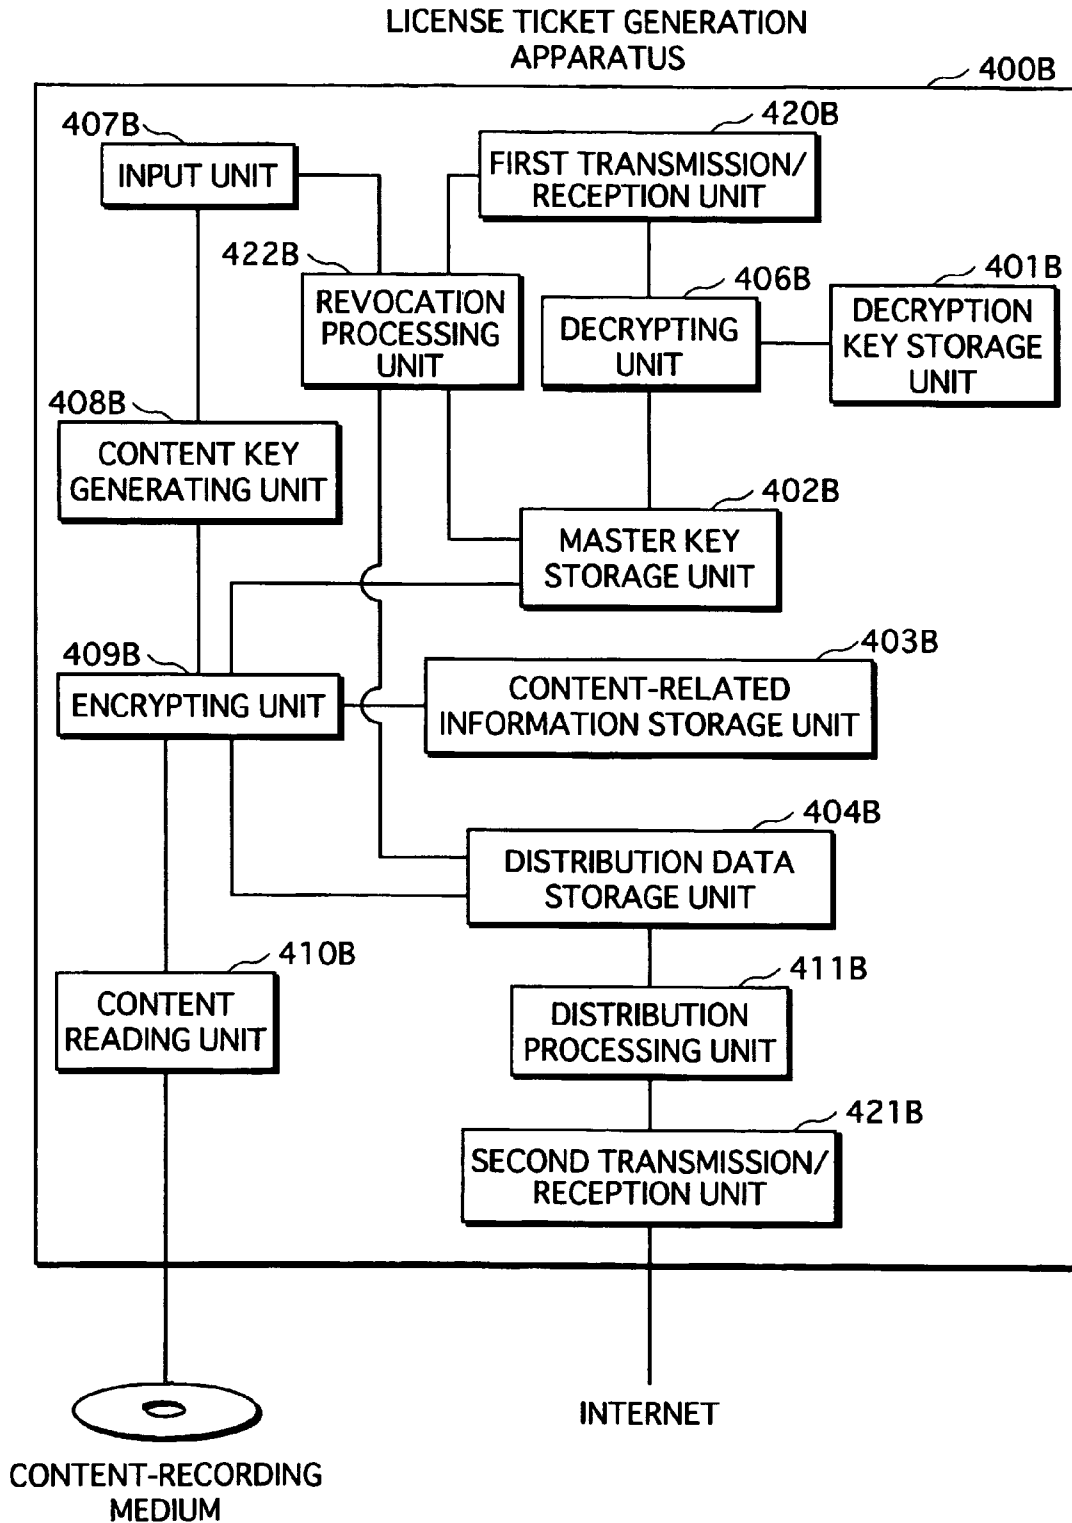 LICENSE TICKET GENERATION
APPARATUS
400B
407B
INPUT UNIT
420B
FIRST TRANSMISSION/
RECEPTION UNIT
422B
REVOCATION
PROCESSING
UNIT
406B
DECRYPTING
UNIT
401B
DECRYPTION
KEY STORAGE
UNIT
408B
CONTENT KEY
GENERATING UNIT
402B
MASTER KEY
STORAGE UNIT
409B
ENCRYPTING UNIT
403B
CONTENT-RELATED
INFORMATION STORAGE UNIT
404B
DISTRIBUTION DATA
STORAGE UNIT
410B
CONTENT
READING UNIT
411B
DISTRIBUTION
PROCESSING UNIT
421B
SECOND TRANSMISSION/
RECEPTION UNIT
INTERNET
CONTENT-RECORDING
MEDIUM